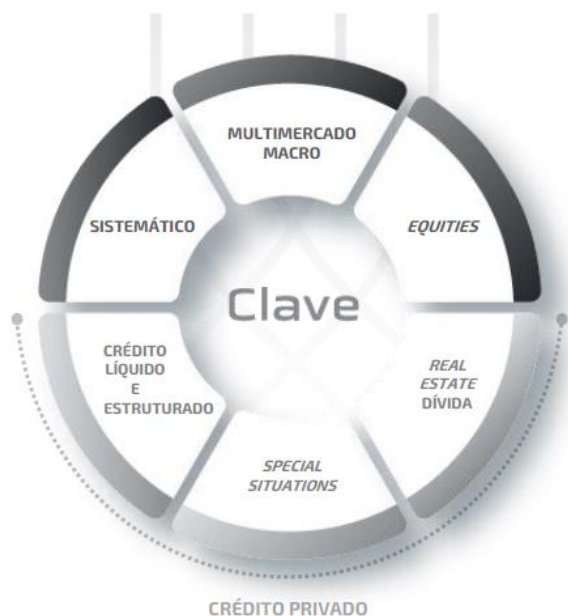 MULTIMERCADO
MACRO
SISTEMÁTICO
EQUITIES
Clave
CRÉDITO
LÍQUIDO
E
ESTRUTURADO
REAL
ESTATE
DÍVIDA
SPECIAL
SITUATIONS
CRÉDITO PRIVADO